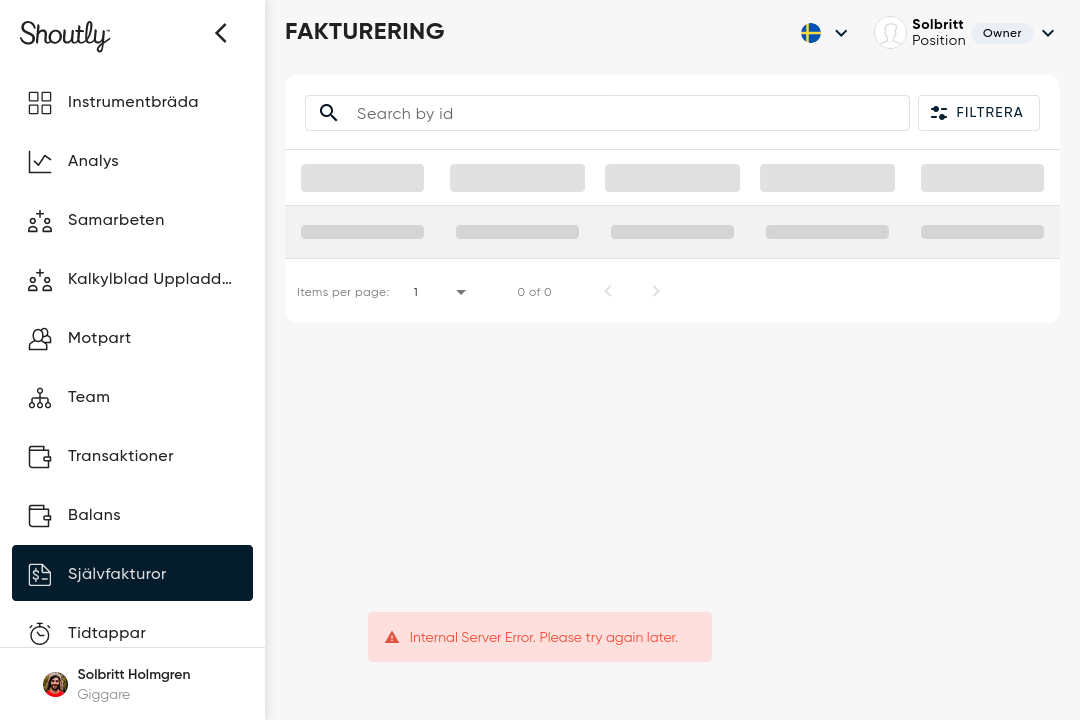 Shoutly
FAKTURERING
Solbritt
Position
Owner
Instrumentbräda
Analys
Samarbeten
Kalkylblad Uppladd...
Motpart
Team
Transaktioner
Balans
Självfakturor
Tidtappar
Solbritt Holmgren
Giggare
Search by id
FILTRERA
Items per page: 1 0 of 0
Internal Server Error. Please try again later.